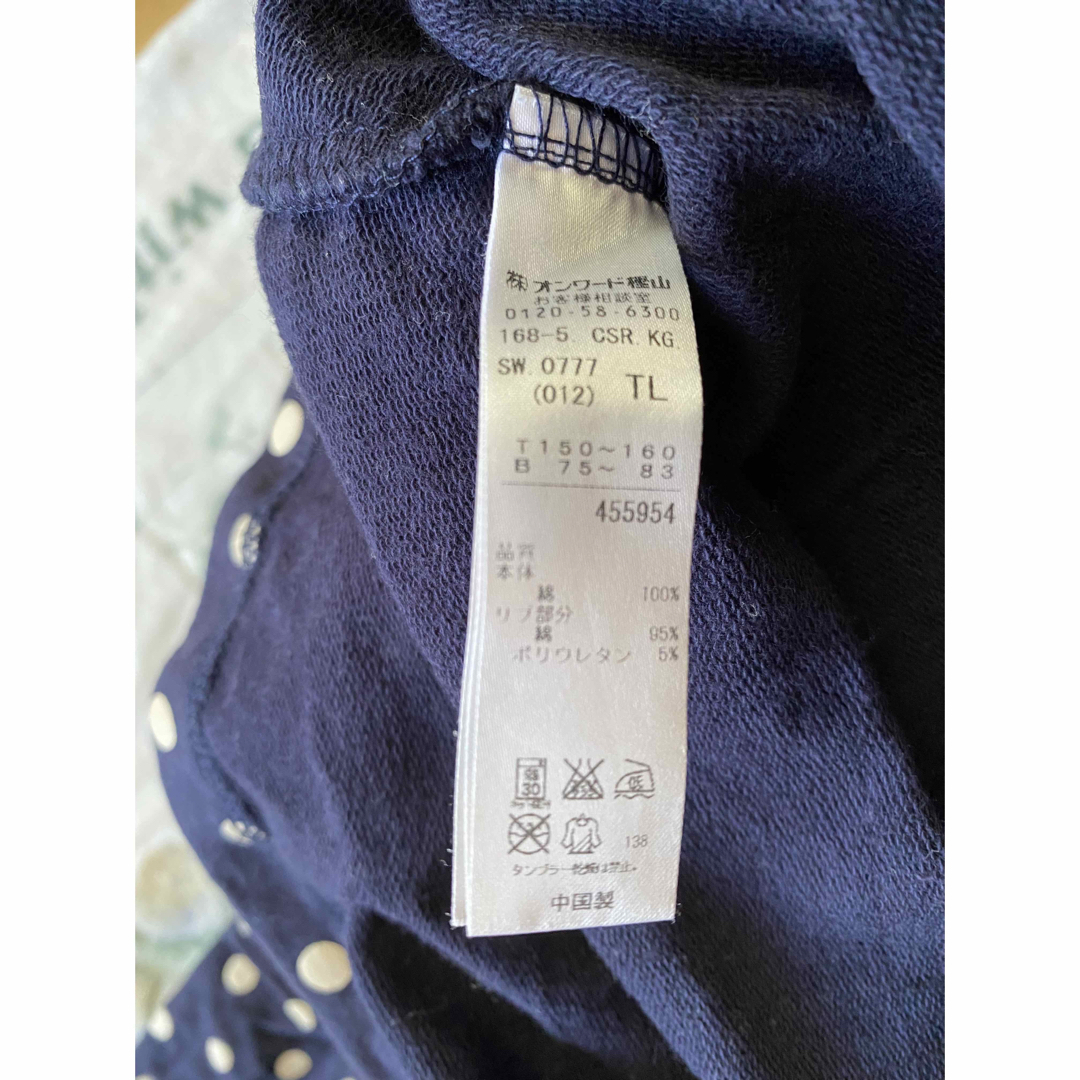 ㈱オンワード樫山
お客様相談室
0120-58-6300
168-5. CSR. KG.
SW. 0777
(012) TL
T 150～160
B 75～ 83
455954
品質
本体
綿 100%
リブ部分
綿 95%
ポリウレタン 5%
30
低
138
タンブラー乾燥は禁止。
中国製